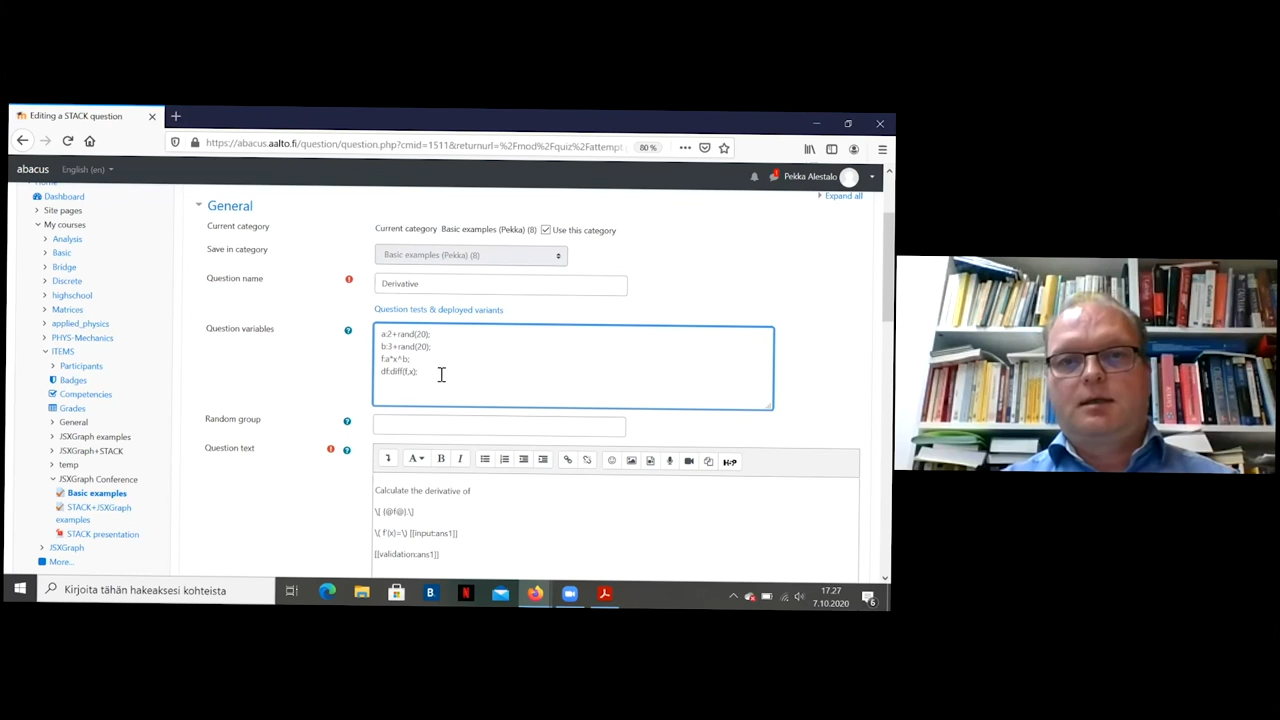 Editing a STACK question
https://abacus.aalto.fi/question/question.php?cmid=1511&returnurl=%2Fmod%2Fquiz%2Fattempt
80 %
abacus
English (en)
Pekka Alestalo
Home
Dashboard
Site pages
My courses
Analysis
Basic
Bridge
Discrete
highschool
Matrices
applied_physics
PHYS-Mechanics
ITEMS
Participants
Badges
Competencies
Grades
General
JSXGraph examples
JSXGraph+STACK
temp
JSXGraph Conference
Basic examples
STACK+JSXGraph
examples
STACK presentation
JSXGraph
More...
Expand all
General
Current category
Current category Basic examples (Pekka) (8) Use this category
Save in category
Basic examples (Pekka) (8)
Question name
Derivative
Question tests & deployed variants
Question variables
a:2+rand(20);
b:3+rand(20);
f:a*x^b;
df:diff(f,x);
Random group
Question text
A B I
H-P
Calculate the derivative of
\[ {@f@}.\]
\( f'(x)=\) [[input:ans1]]
[[validation:ans1]]
Kirjoita tähän hakeaksesi kohteista
B.
N
17.27
7.10.2020
6